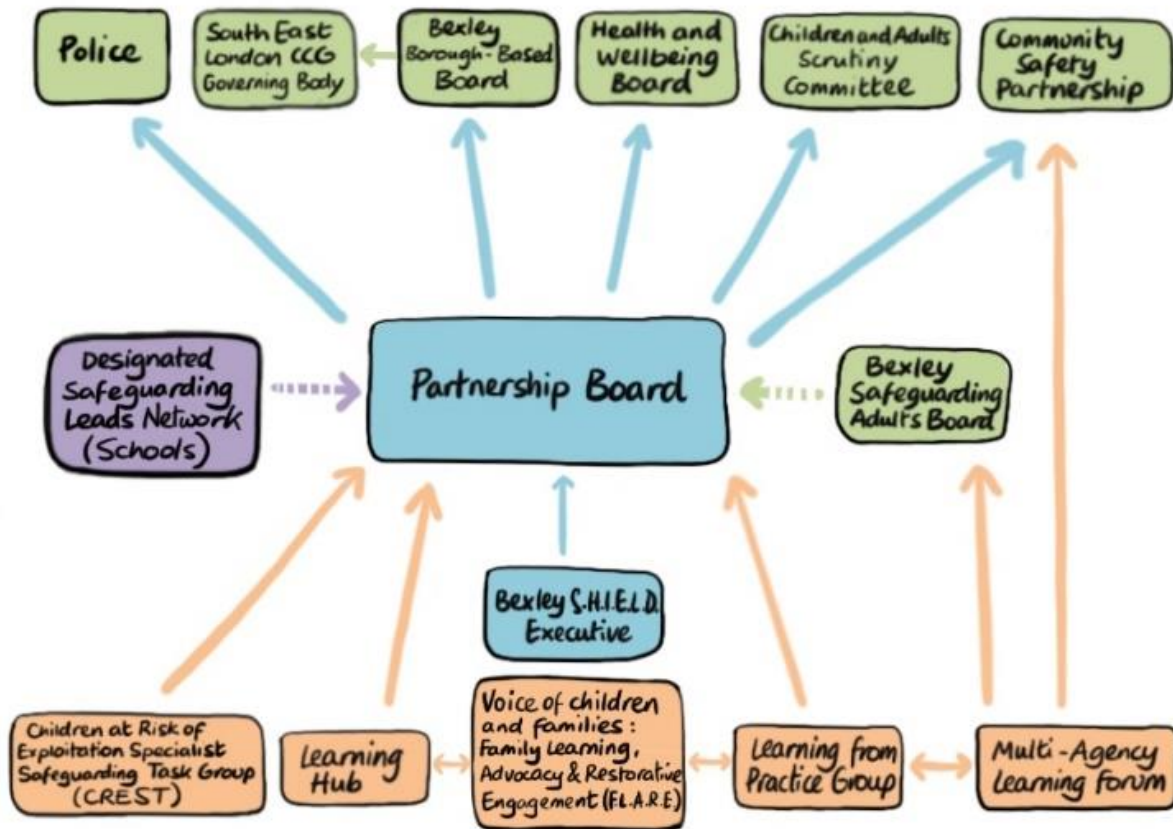 Police
South East
London CCG
Governing Body
Bexley
Borough-Based
Board
Health and
Wellbeing
Board
Children and Adults
Scrutiny
Committee
Community
Safety
Partnership
Designated
Safeguarding
Leads Network
(Schools)
Partnership Board
Bexley
Safeguarding
Adults Board
Bexley S.H.I.E.L.D.
Executive
Children at Risk of
Exploitation Specialist
Safeguarding Task Group
(CREST)
Learning
Hub
Voice of children
and families:
Family Learning,
Advocacy & Restorative
Engagement (F.L.A.R.E)
Learning from
Practice Group
Multi-Agency
Learning forum